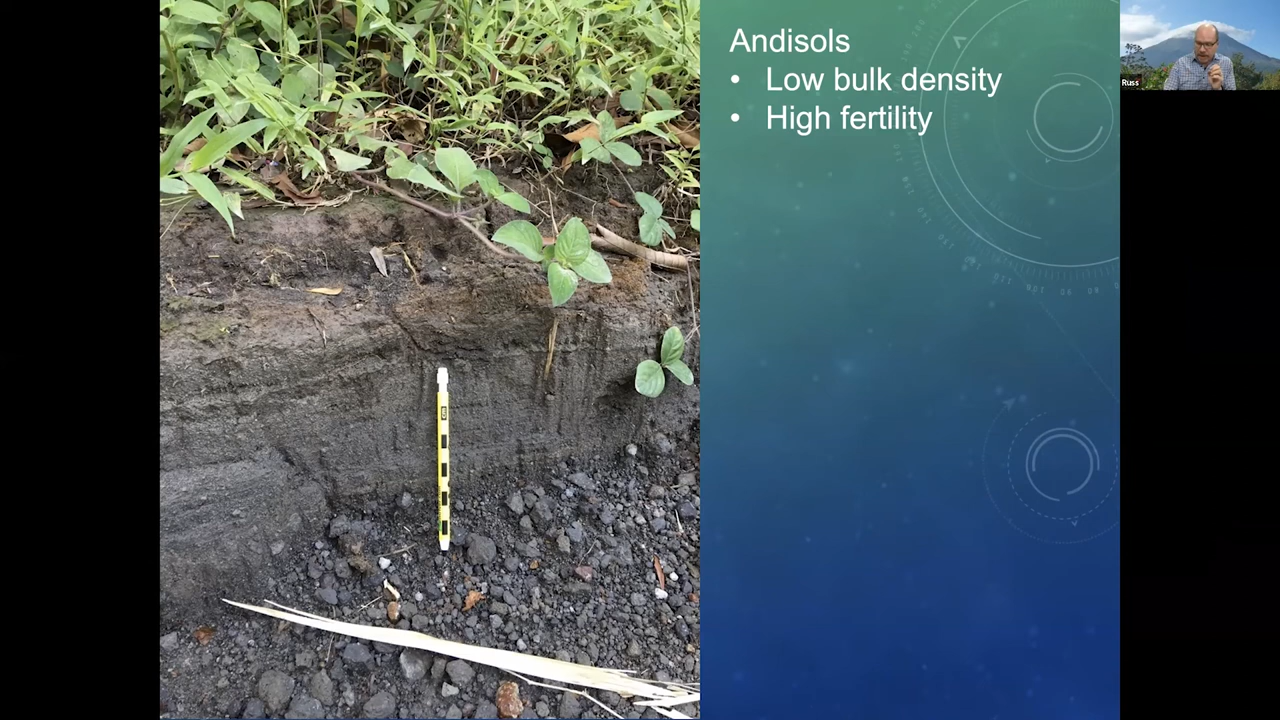 Andisols
• Low bulk density
• High fertility
Russ